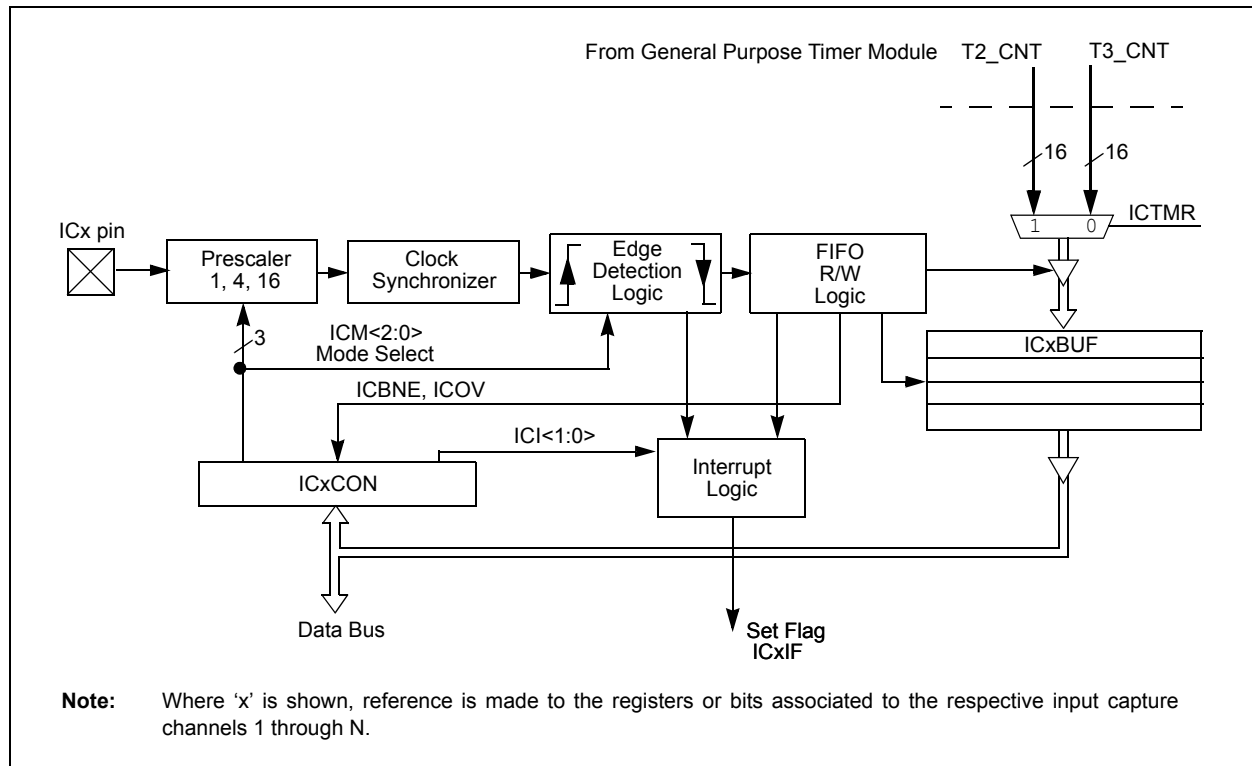 From General Purpose Timer Module T2_CNT T3_CNT
16 16
ICx pin
1 0 ICTMR
Prescaler
1, 4, 16
Clock
Synchronizer
Edge
Detection
Logic
FIFO
R/W
Logic
3
ICM<2:0>
Mode Select
ICxBUF
ICBNE, ICOV
ICI<1:0>
ICxCON
Interrupt
Logic
Data Bus
Set Flag
ICxIF
Note: Where ‘x’ is shown, reference is made to the registers or bits associated to the respective input capture
channels 1 through N.